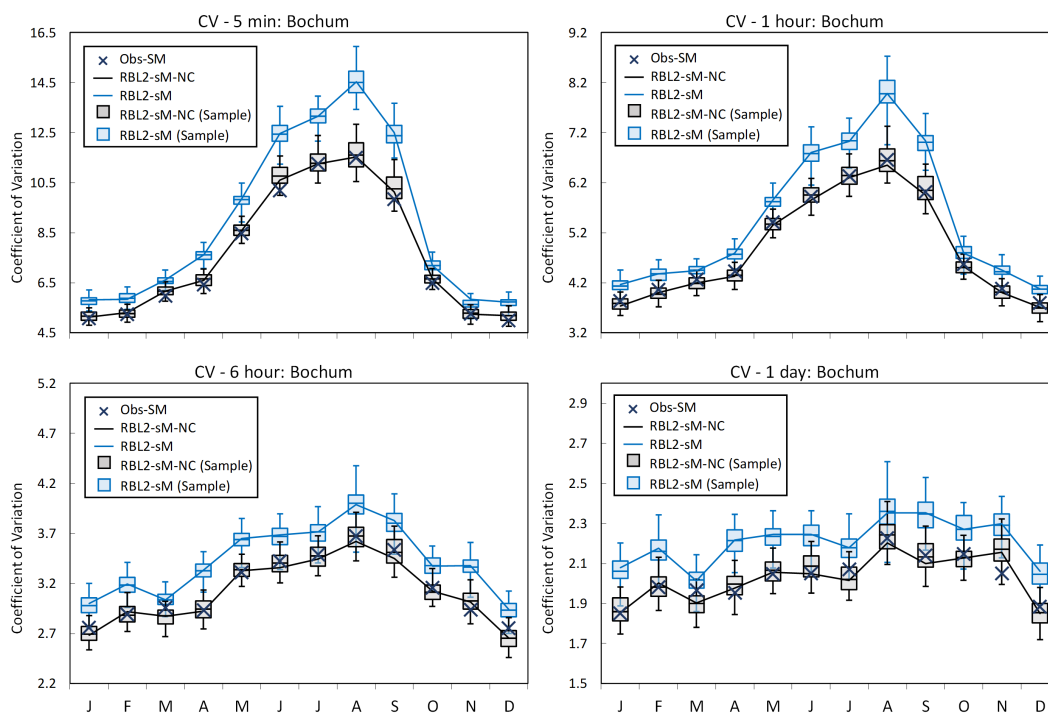 CV - 5 min: Bochum
16.5
14.5
12.5
10.5
8.5
6.5
4.5
Coefficient of Variation
Obs-SM
RBL2-sM-NC
RBL2-sM
RBL2-sM-NC (Sample)
RBL2-sM (Sample)
CV - 1 hour: Bochum
9.2
8.2
7.2
6.2
5.2
4.2
3.2
Coefficient of Variation
Obs-SM
RBL2-sM-NC
RBL2-sM
RBL2-sM-NC (Sample)
RBL2-sM (Sample)
CV - 6 hour: Bochum
5.2
4.7
4.2
3.7
3.2
2.7
2.2
Coefficient of Variation
Obs-SM
RBL2-sM-NC
RBL2-sM
RBL2-sM-NC (Sample)
RBL2-sM (Sample)
J F M A M J J A S O N D
CV - 1 day: Bochum
2.9
2.7
2.5
2.3
2.1
1.9
1.7
1.5
Coefficient of Variation
Obs-SM
RBL2-sM-NC
RBL2-sM
RBL2-sM-NC (Sample)
RBL2-sM (Sample)
J F M A M J J A S O N D